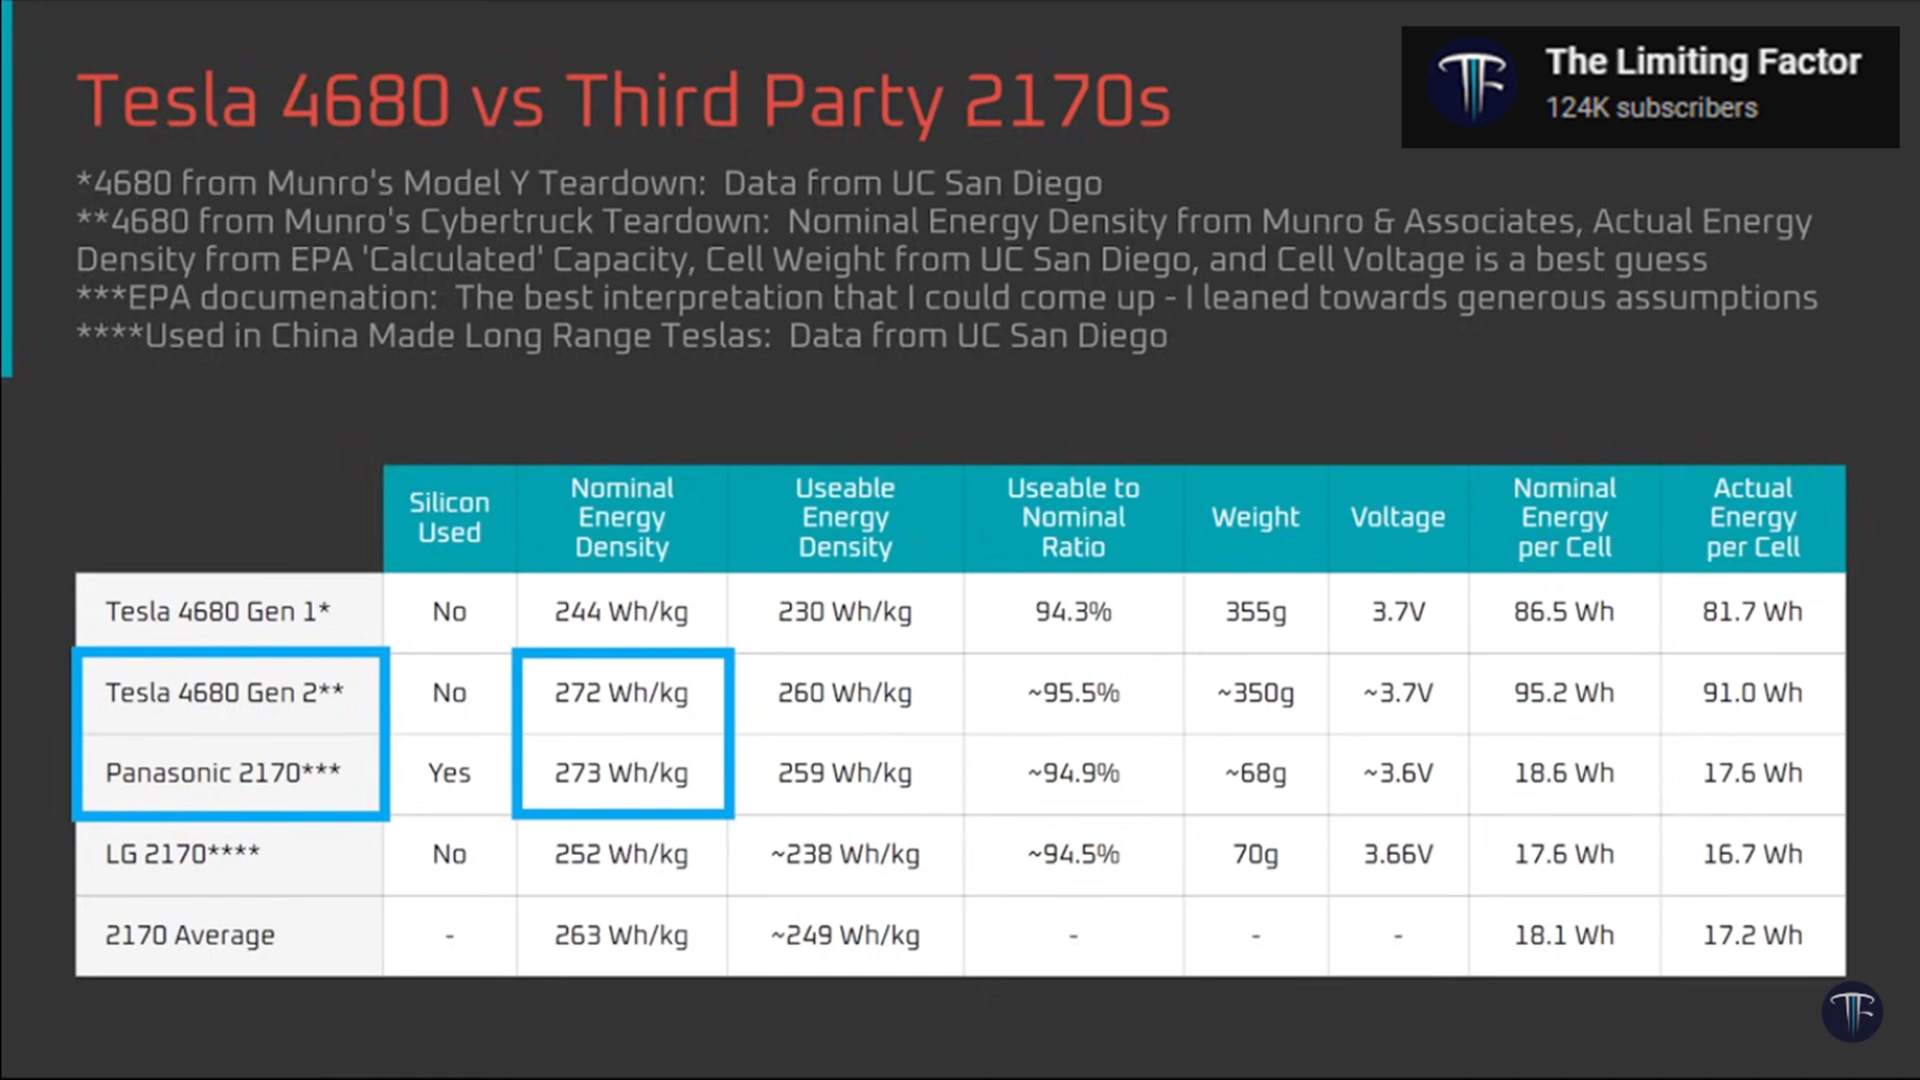 The Limiting Factor
124K subscribers
Tesla 4680 vs Third Party 2170s
*4680 from Munro's Model Y Teardown: Data from UC San Diego
**4680 from Munro's Cybertruck Teardown: Nominal Energy Density from Munro & Associates, Actual Energy
Density from EPA 'Calculated' Capacity, Cell Weight from UC San Diego, and Cell Voltage is a best guess
***EPA documenation: The best interpretation that I could come up - I leaned towards generous assumptions
****Used in China Made Long Range Teslas: Data from UC San Diego
Silicon Used Nominal Energy Density Useable Energy Density Useable to Nominal Ratio Weight Voltage Nominal Energy per Cell Actual Energy per Cell
Tesla 4680 Gen 1* No 244 Wh/kg 230 Wh/kg 94.3% 355g 3.7V 86.5 Wh 81.7 Wh
Tesla 4680 Gen 2** No 272 Wh/kg 260 Wh/kg ~95.5% ~350g ~3.7V 95.2 Wh 91.0 Wh
Panasonic 2170*** Yes 273 Wh/kg 259 Wh/kg ~94.9% ~68g ~3.6V 18.6 Wh 17.6 Wh
LG 2170**** No 252 Wh/kg ~238 Wh/kg ~94.5% 70g 3.66V 17.6 Wh 16.7 Wh
2170 Average - 263 Wh/kg ~249 Wh/kg - - - 18.1 Wh 17.2 Wh